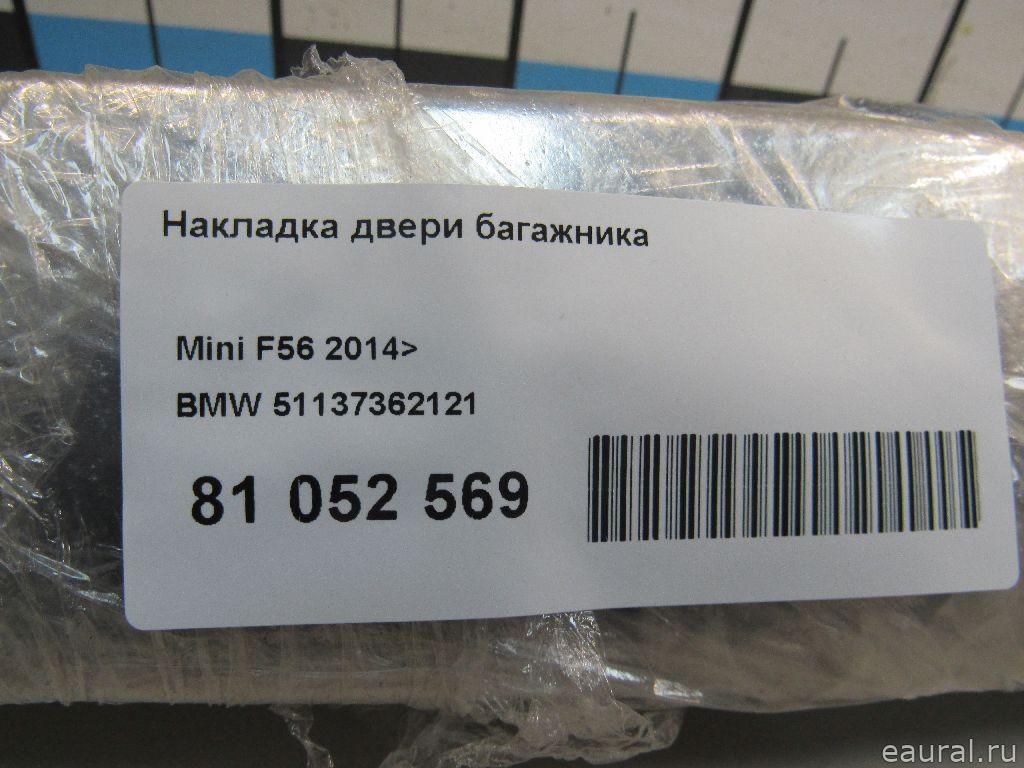 Накладка двери багажника
Mini F56 2014>
BMW 51137362121
81 052 569
eaural.ru